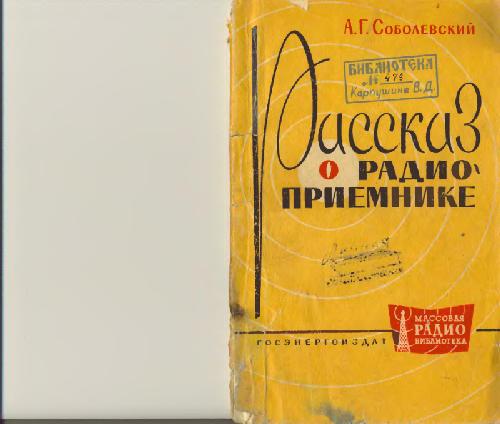 А.Г. СОБОЛЕВСКИЙ
БИБЛИОТЕКА
Карпушина В.Д.
Рассказ
О РАДИО-
ПРИЕМНИКЕ
ГОСЭНЕРГОИЗДАТ
МАССОВАЯ
РАДИО
БИБЛИОТЕКА